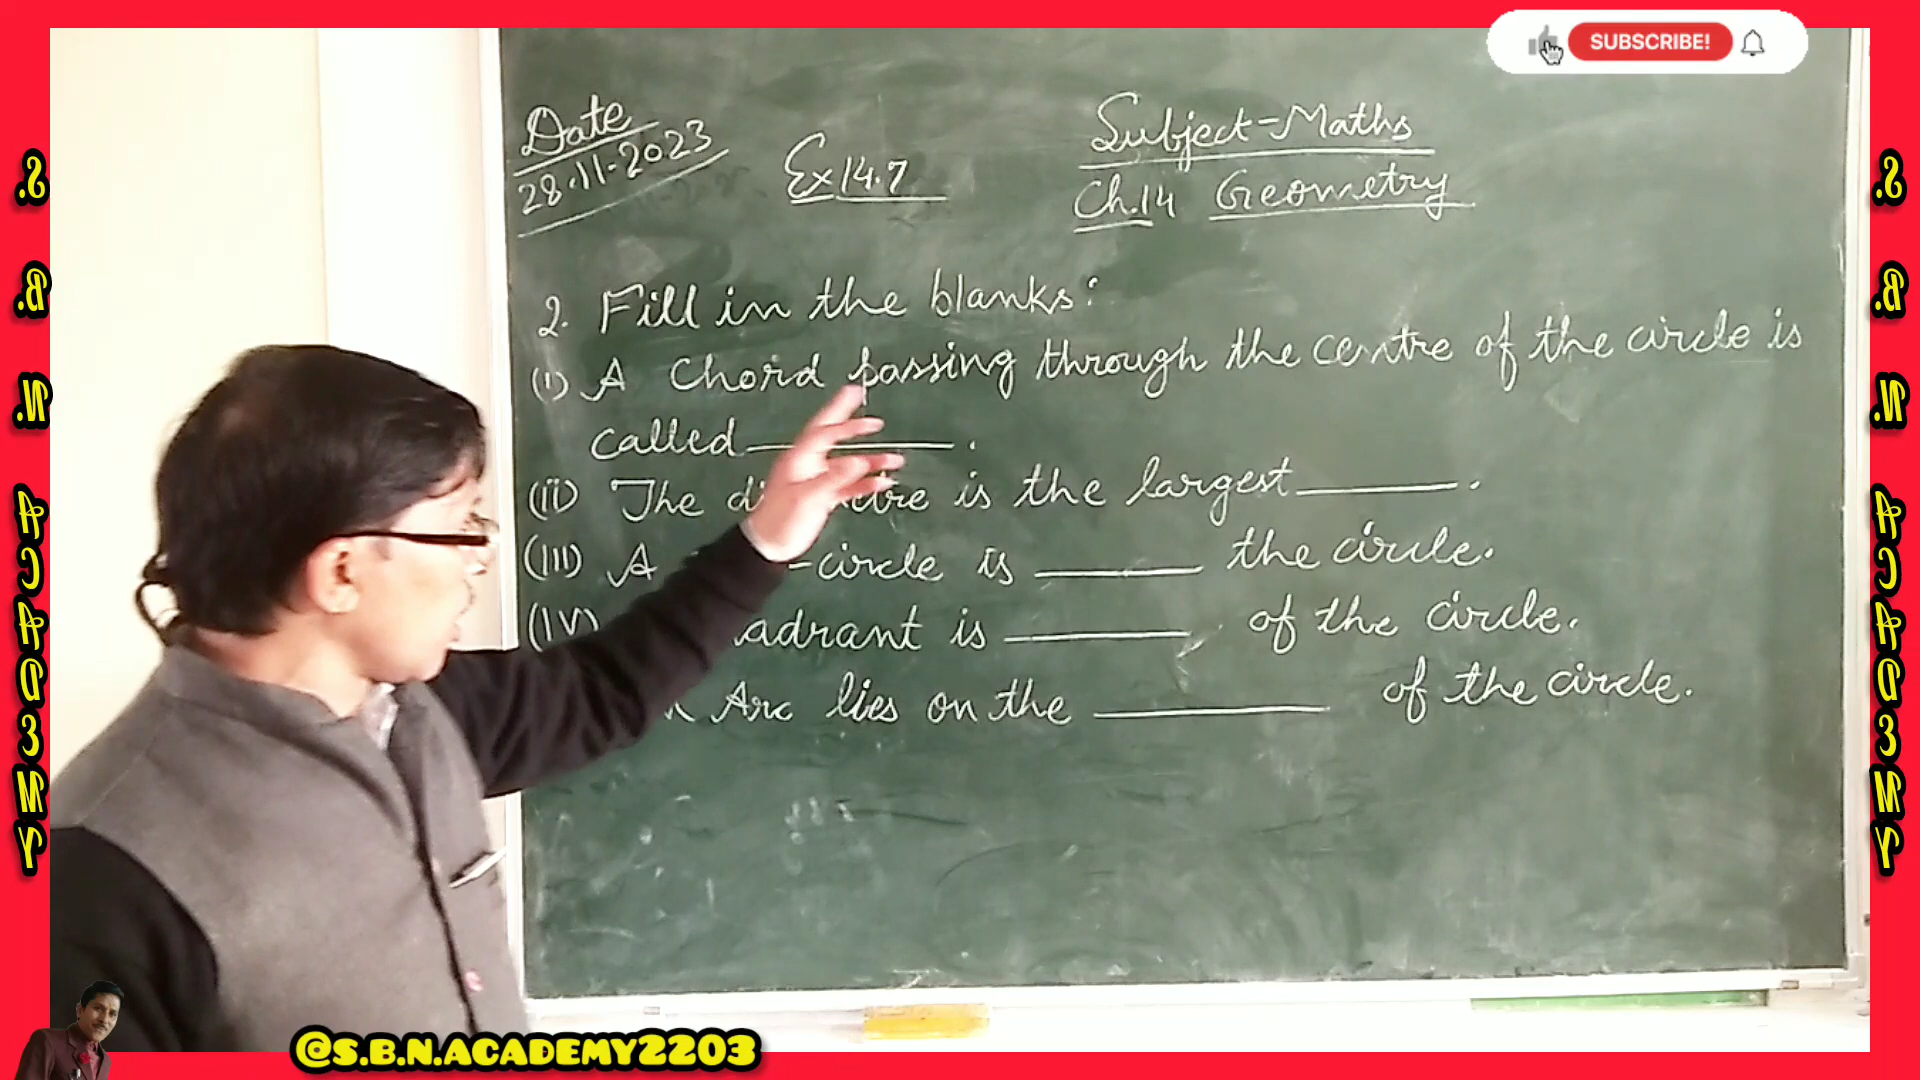 SUBSCRIBE!
Date
28.11.2023
Ex 14.7
Subject-Maths
Ch.14 Geometry
2. Fill in the blanks:
(i) A Chord passing through the centre of the circle is
called ______.
(ii) The is the largest ______.
(iii) A -circle is ______ the circle.
(iv) is ______ of the circle.
Arc lies on the ______ of the circle.
S. B. N. ACADEMY
S. B. N. ACADEMY
@S.B.N.ACADEMY2203